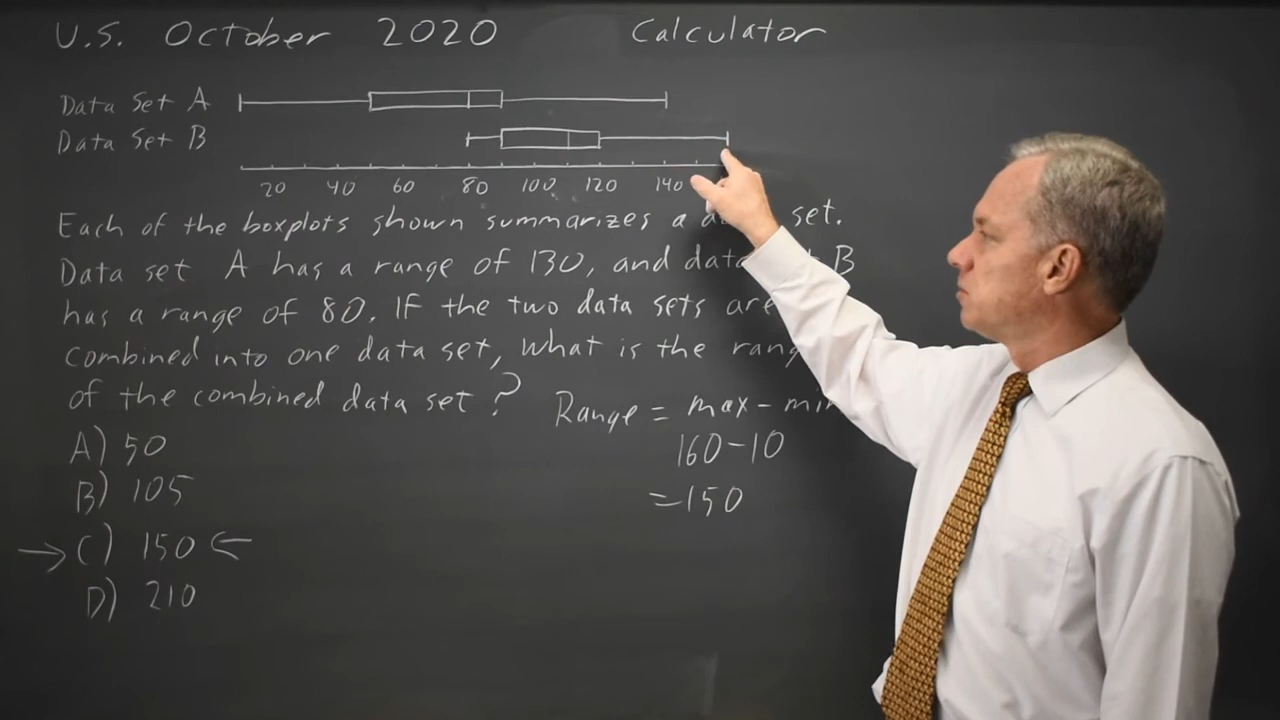 U.S. October 2020 Calculator
Data Set A
Data Set B
20 40 60 80 100 120 140
Each of the boxplots shown summarizes a set.
Data set A has a range of 130, and data B
has a range of 80. If the two data sets are
combined into one data set, what is the
of the combined data set?
Range = max - min
160-10
=150
A) 50
B) 105
→ C) 150 ←
D) 210